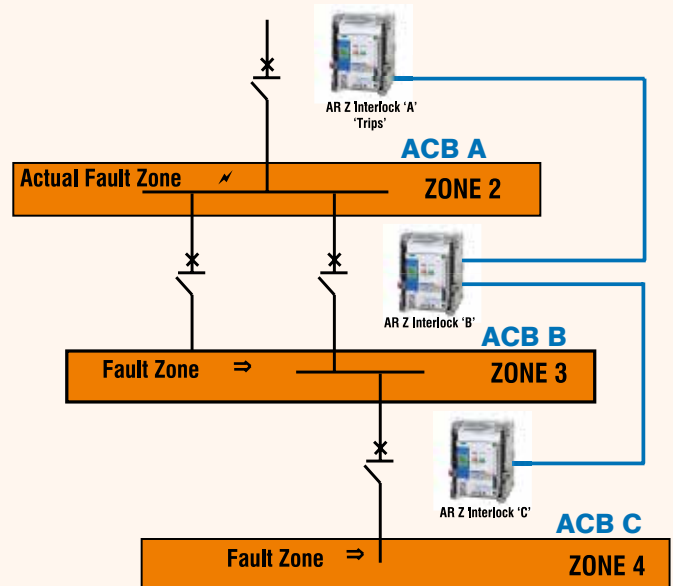 AR Z Interlock 'A'
'Trips'
ACB A
Actual Fault Zone
ZONE 2
AR Z Interlock 'B'
ACB B
Fault Zone ⇒
ZONE 3
AR Z Interlock 'C'
ACB C
Fault Zone ⇒
ZONE 4